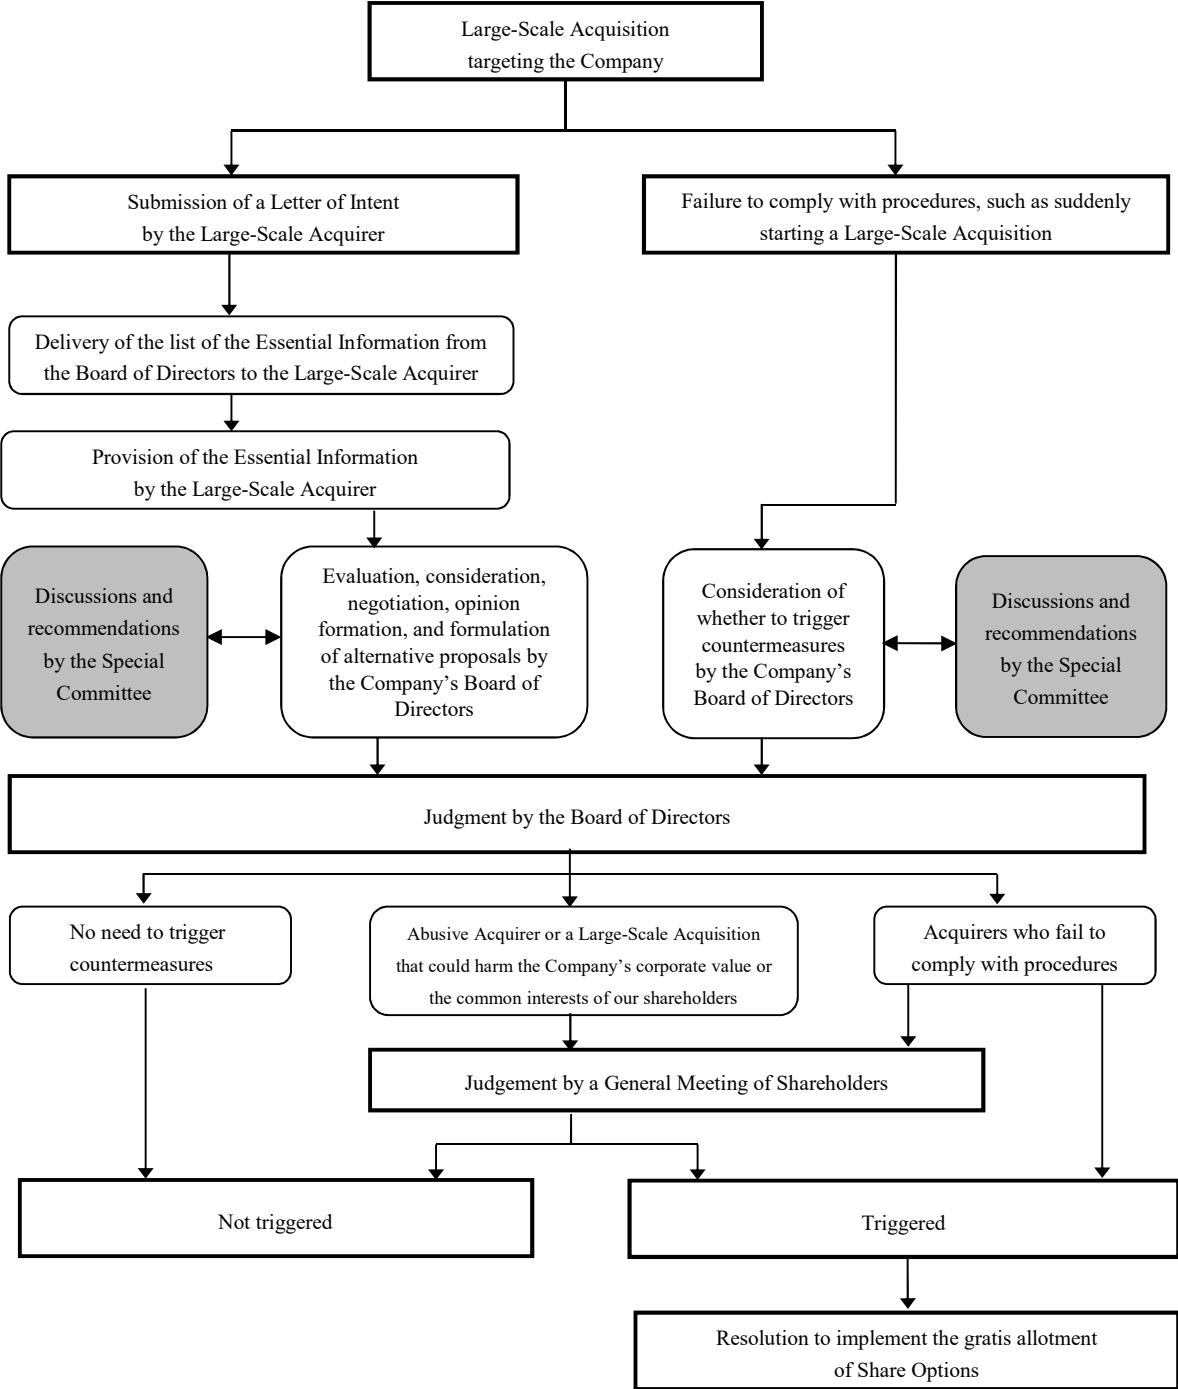 Large-Scale Acquisition
targeting the Company
Submission of a Letter of Intent
by the Large-Scale Acquirer
Failure to comply with procedures, such as suddenly
starting a Large-Scale Acquisition
Delivery of the list of the Essential Information from
the Board of Directors to the Large-Scale Acquirer
Provision of the Essential Information
by the Large-Scale Acquirer
Discussions and
recommendations
by the Special
Committee
Evaluation, consideration,
negotiation, opinion
formation, and formulation
of alternative proposals by
the Company’s Board of
Directors
Consideration of
whether to trigger
countermeasures
by the Company’s
Board of Directors
Discussions and
recommendations
by the Special
Committee
Judgment by the Board of Directors
No need to trigger
countermeasures
Abusive Acquirer or a Large-Scale Acquisition
that could harm the Company’s corporate value or
the common interests of our shareholders
Acquirers who fail to
comply with procedures
Judgement by a General Meeting of Shareholders
Not triggered
Triggered
Resolution to implement the gratis allotment
of Share Options